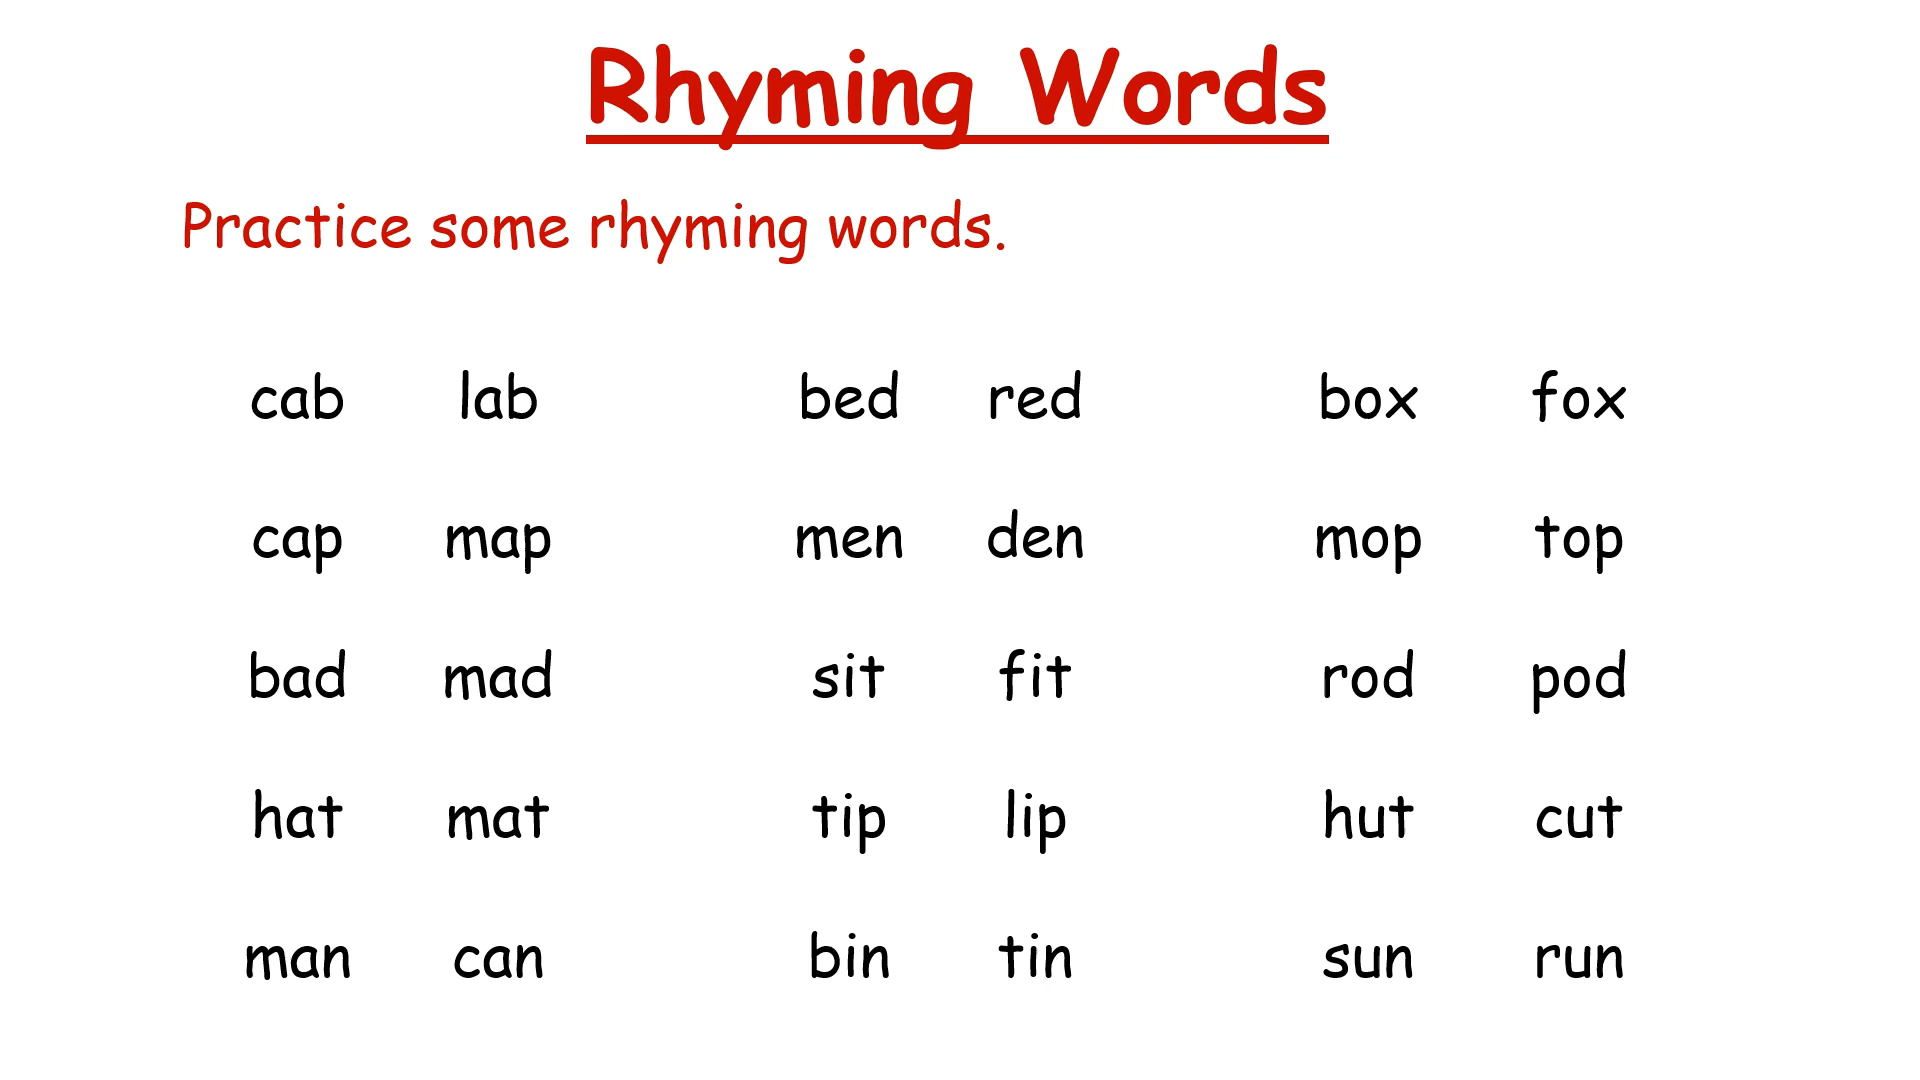 Rhyming Words
Practice some rhyming words.
cab lab bed red box fox
cap map men den mop top
bad mad sit fit rod pod
hat mat tip lip hut cut
man can bin tin sun run